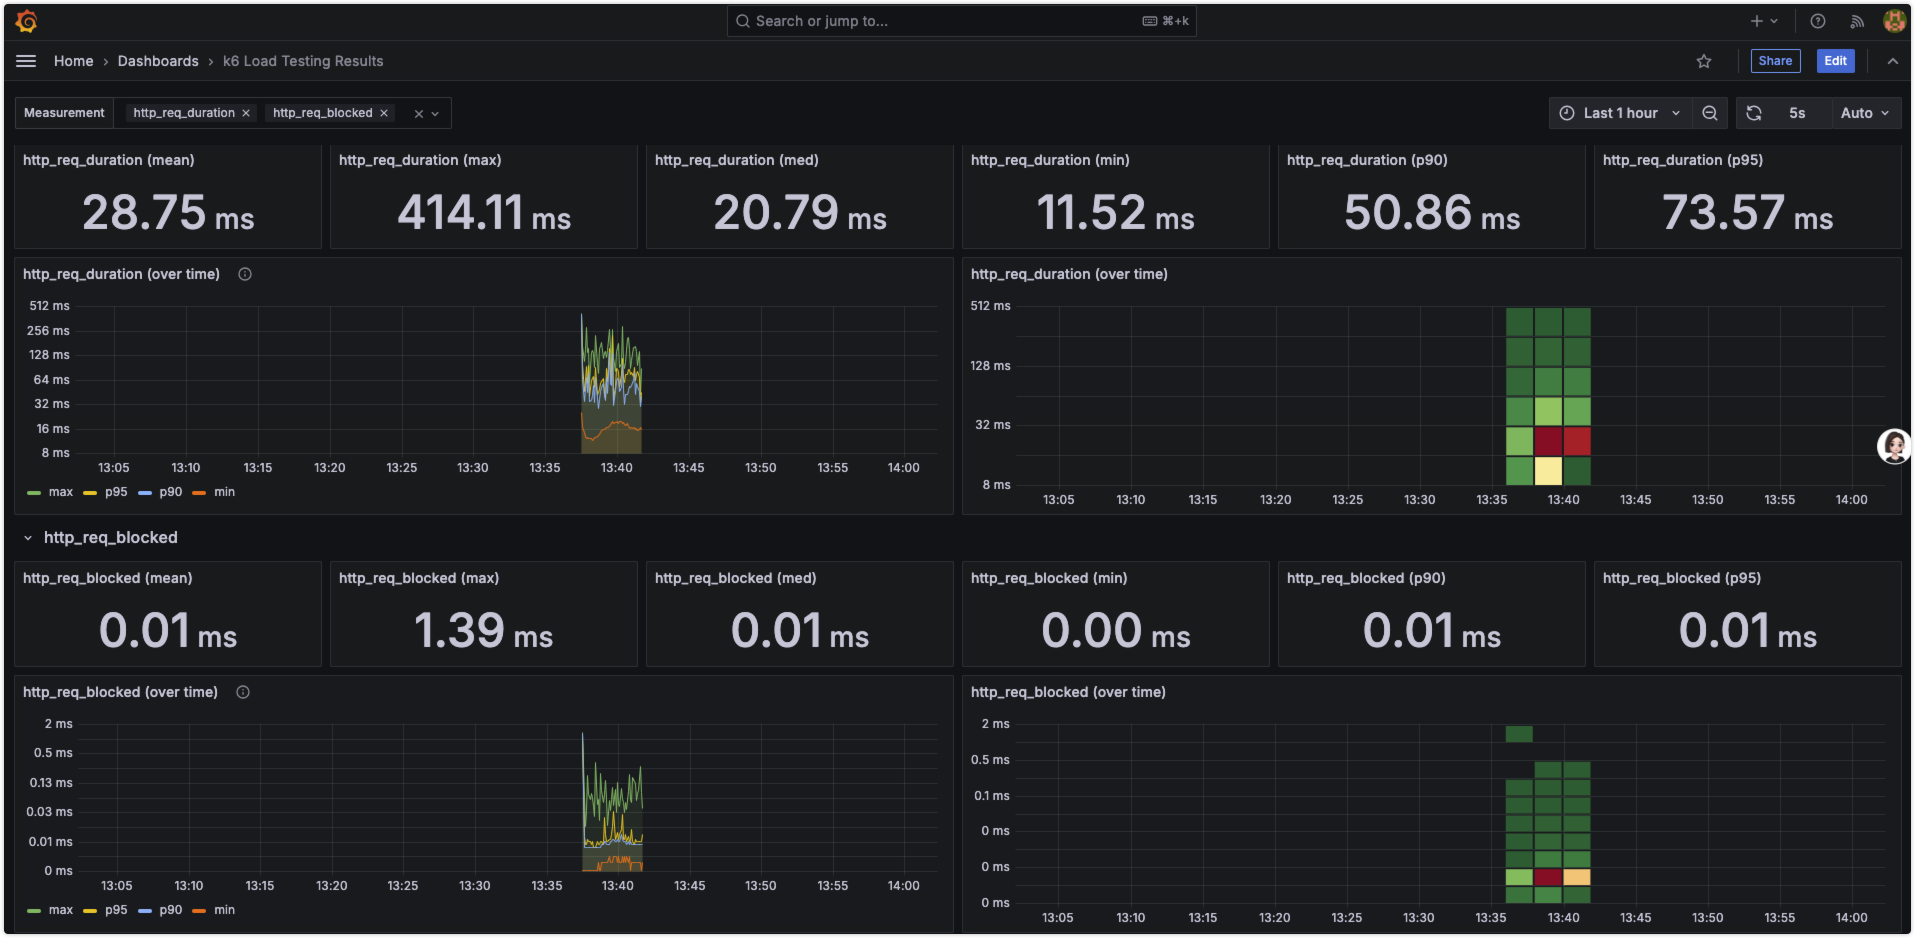 Search or jump to... ⌘+k
Home › Dashboards › k6 Load Testing Results
Share
Edit
Measurement
http_req_duration ×
http_req_blocked ×
Last 1 hour
5s
Auto
http_req_duration (mean)
28.75 ms
http_req_duration (max)
414.11 ms
http_req_duration (med)
20.79 ms
http_req_duration (min)
11.52 ms
http_req_duration (p90)
50.86 ms
http_req_duration (p95)
73.57 ms
http_req_duration (over time)
512 ms
256 ms
128 ms
64 ms
32 ms
16 ms
8 ms
13:05 13:10 13:15 13:20 13:25 13:30 13:35 13:40 13:45 13:50 13:55 14:00
max p95 p90 min
http_req_duration (over time)
512 ms
128 ms
32 ms
8 ms
13:05 13:10 13:15 13:20 13:25 13:30 13:35 13:40 13:45 13:50 13:55 14:00
http_req_blocked
http_req_blocked (mean)
0.01 ms
http_req_blocked (max)
1.39 ms
http_req_blocked (med)
0.01 ms
http_req_blocked (min)
0.00 ms
http_req_blocked (p90)
0.01 ms
http_req_blocked (p95)
0.01 ms
http_req_blocked (over time)
2 ms
0.5 ms
0.13 ms
0.03 ms
0.01 ms
0 ms
13:05 13:10 13:15 13:20 13:25 13:30 13:35 13:40 13:45 13:50 13:55 14:00
max p95 p90 min
http_req_blocked (over time)
2 ms
0.5 ms
0.1 ms
0 ms
0 ms
0 ms
13:05 13:10 13:15 13:20 13:25 13:30 13:35 13:40 13:45 13:50 13:55 14:00